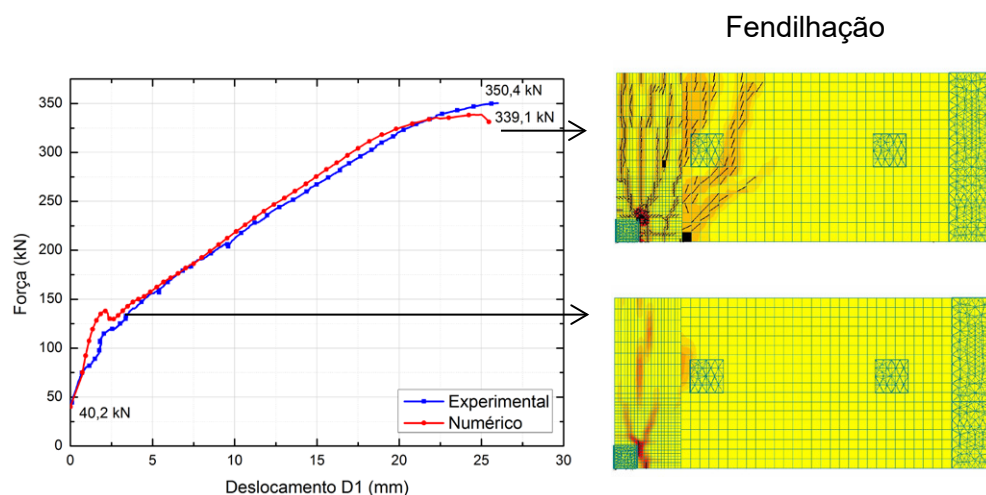 Fendilhação
350
300
250
200
150
100
50
0
Força (kN)
350,4 kN
339,1 kN
40,2 kN
Experimental
Numérico
0 5 10 15 20 25 30
Deslocamento D1 (mm)